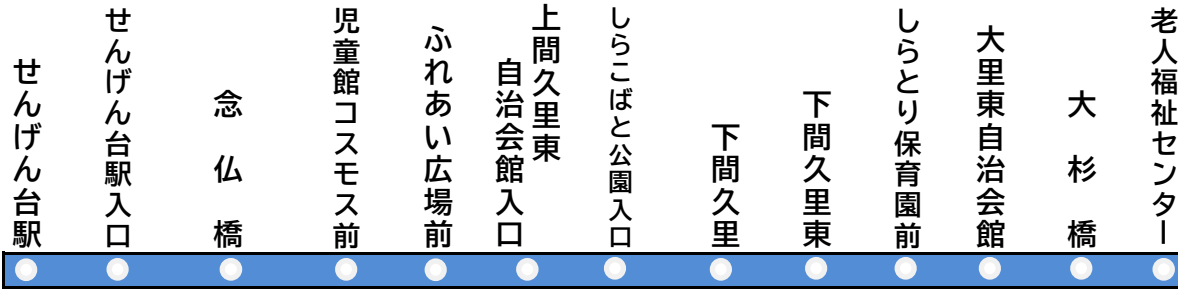 せんげん台駅
せんげん台駅入口
念仏橋
児童館コスモス前
ふれあい広場前
上間久里東
自治会館入口
しらこばと公園入口
下間久里
下間久里東
しらとり保育園前
大里東自治会館
大杉橋
老人福祉センター